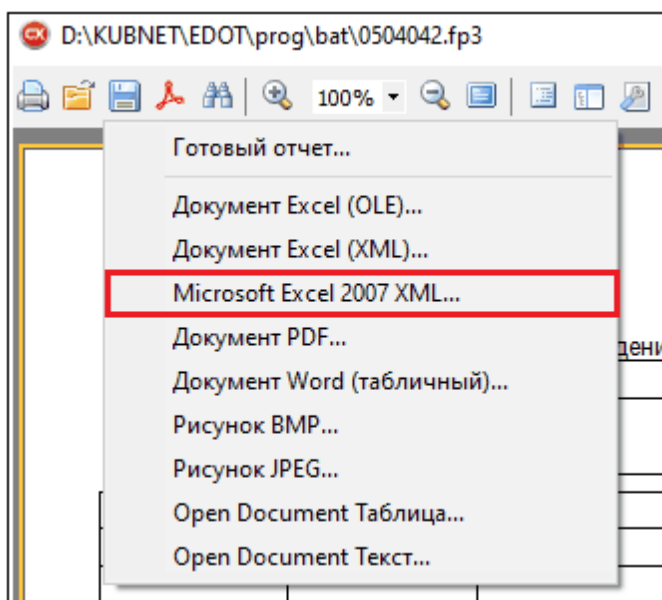 CX D:\KUBNET\EDOT\prog\bat\0504042.fp3
100%
Готовый отчет...
Документ Excel (OLE)...
Документ Excel (XML)...
Microsoft Excel 2007 XML...
Документ PDF...
Документ Word (табличный)...
Рисунок BMP...
Рисунок JPEG...
Open Document Таблица...
Open Document Текст...